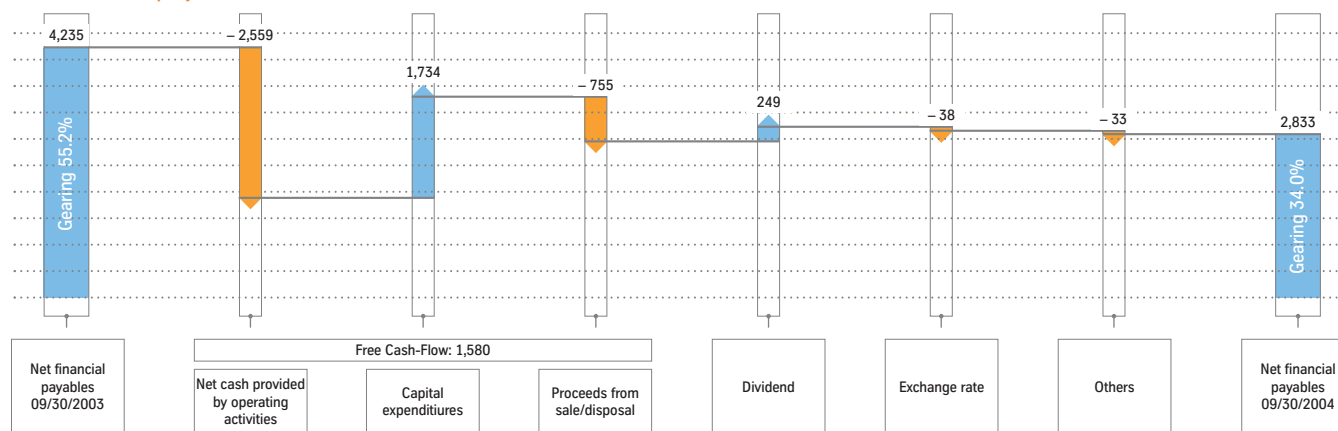 4,235
– 2,559
1,734
– 755
249
– 38
– 33
2,833
Gearing 55.2%
Gearing 34.0%
Net financial
payables
09/30/2003
Free Cash-Flow: 1,580
Net cash provided
by operating
activities
Capital
expenditiures
Proceeds from
sale/disposal
Dividend
Exchange rate
Others
Net financial
payables
09/30/2004